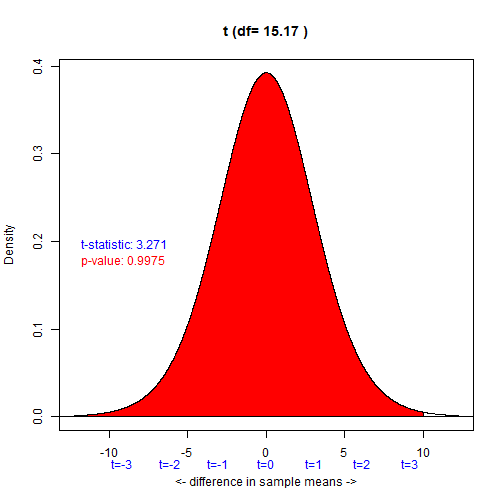 t (df= 15.17 )
0.4
0.3
0.2
0.1
0.0
Density
t-statistic: 3.271
p-value: 0.9975
-10 -5 0 5 10
t=-3 t=-2 t=-1 t=0 t=1 t=2 t=3
<- difference in sample means ->